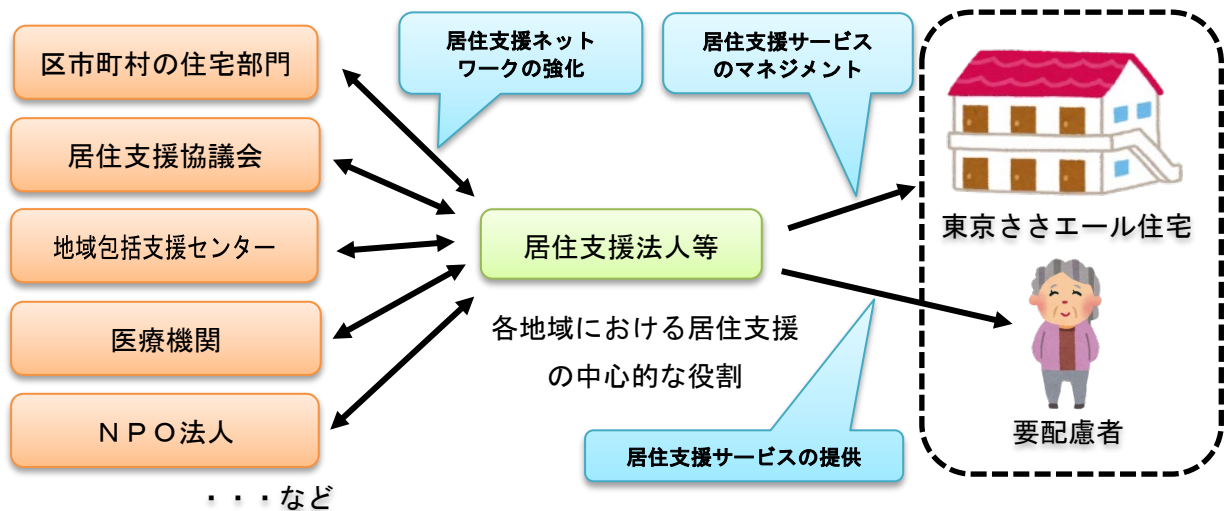 区市町村の住宅部門
居住支援協議会
地域包括支援センター
医療機関
ＮＰＯ法人
・・・など
居住支援ネット
ワークの強化
居住支援サービス
のマネジメント
居住支援法人等
各地域における居住支援
の中心的な役割
居住支援サービスの提供
東京ささエール住宅
要配慮者